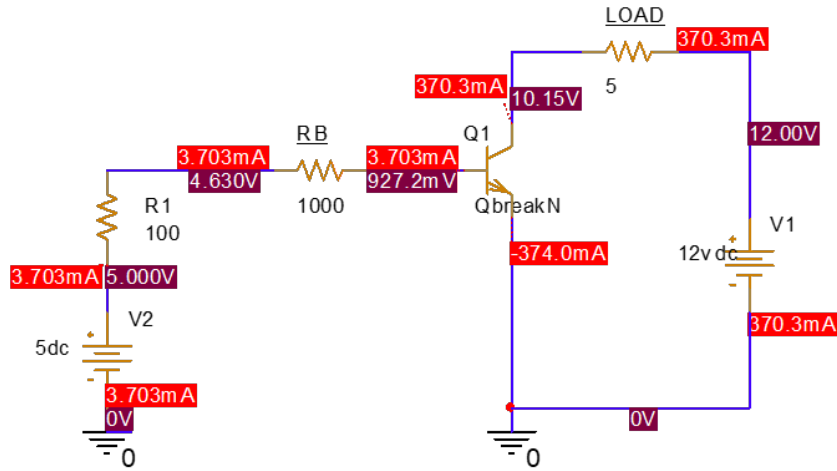 LOAD
370.3mA
370.3mA
5
10.15V
RB
Q1
12.00V
3.703mA
3.703mA
4.630V
927.2mV
R1
1000
QbreakN
100
V1
-374.0mA
12vdc
3.703mA
5.000V
V2
370.3mA
5dc
3.703mA
0V
0V
0
0